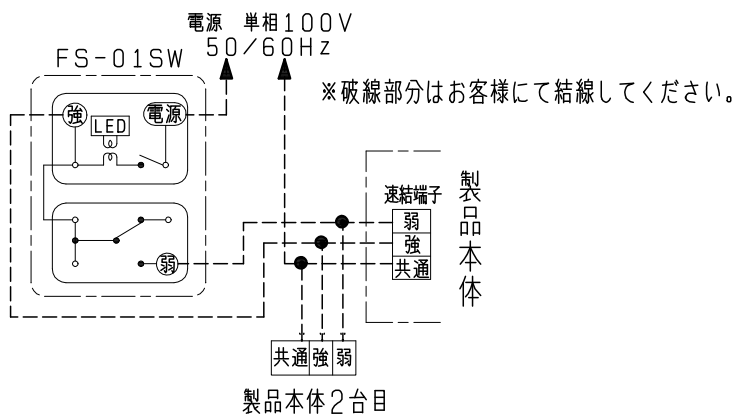 電源 単相100V
50/60Hz
FS-01SW
※破線部分はお客様にて結線してください。
強
LED
電源
弱
速結端子
弱
強
共通
製品本体
共通 強 弱
製品本体2台目